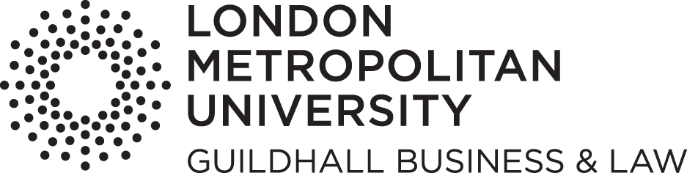 LONDON
METROPOLITAN
UNIVERSITY
GUILDHALL BUSINESS & LAW